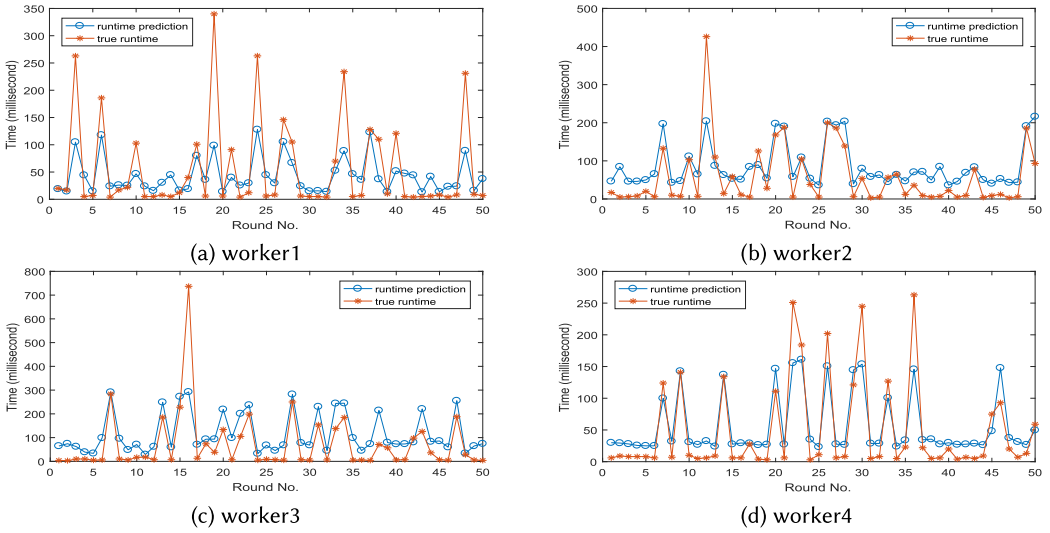 350
300
250
200
150
100
50
0
Time (millisecond)
runtime prediction
true runtime
0 5 10 15 20 25 30 35 40 45 50
Round No.
(a) worker1
500
400
300
200
100
0
Time (millisecond)
runtime prediction
true runtime
0 5 10 15 20 25 30 35 40 45 50
Round No.
(b) worker2
800
700
600
500
400
300
200
100
0
Time (millisecond)
runtime prediction
true runtime
0 5 10 15 20 25 30 35 40 45 50
Round No.
(c) worker3
300
250
200
150
100
50
0
Time (millisecond)
runtime prediction
true runtime
0 5 10 15 20 25 30 35 40 45 50
Round No.
(d) worker4